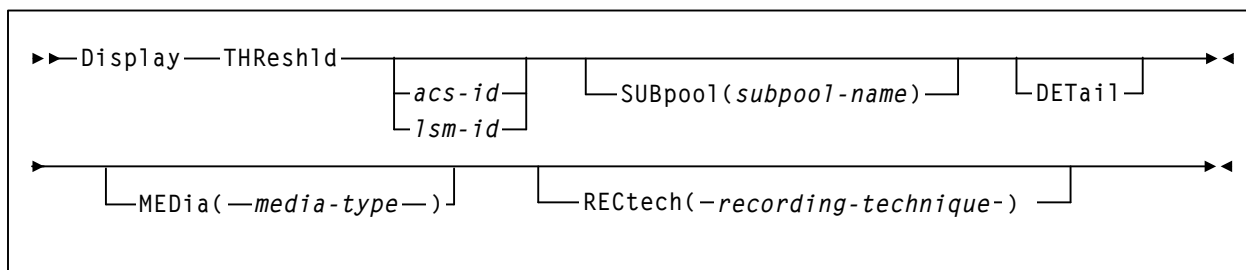 Display THReshld acs-id SUBpool(subpool-name) DETail
lsm-id
MEDia( media-type ) RECtech( recording-technique )